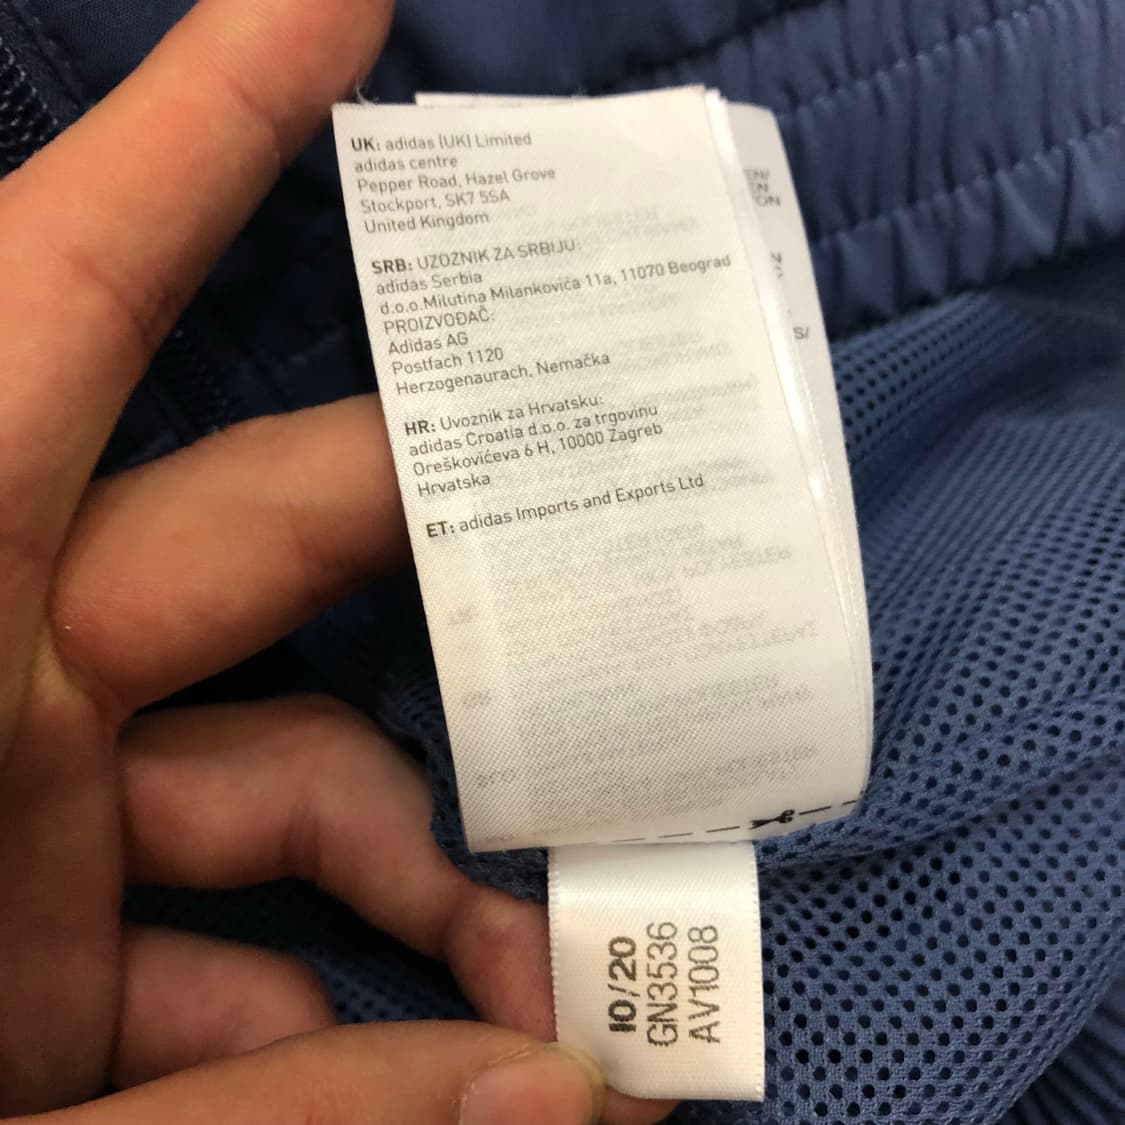 UK: adidas (UK) Limited
adidas centre
Pepper Road, Hazel Grove
Stockport, SK7 5SA
United Kingdom
SRB: UZOZNIK ZA SRBIJU:
adidas Serbia
d.o.o.Milutina Milankovića 11a, 11070 Beograd
PROIZVOĐAČ:
Adidas AG
Postfach 1120
Herzogenaurach, Nemačka
HR: Uvoznik za Hrvatsku:
adidas Croatia d.o.o. za trgovinu
Oreškovićeva 6 H, 10000 Zagreb
Hrvatska
ET: adidas Imports and Exports Ltd
10/20
GN3536
AV1008